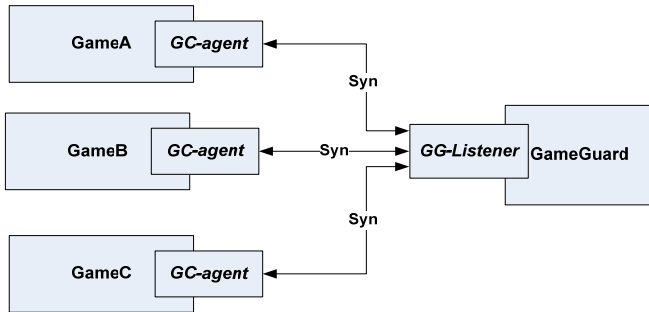 GameA
GC-agent
Syn
GameB
GC-agent
Syn
GG-Listener
GameGuard
Syn
GameC
GC-agent